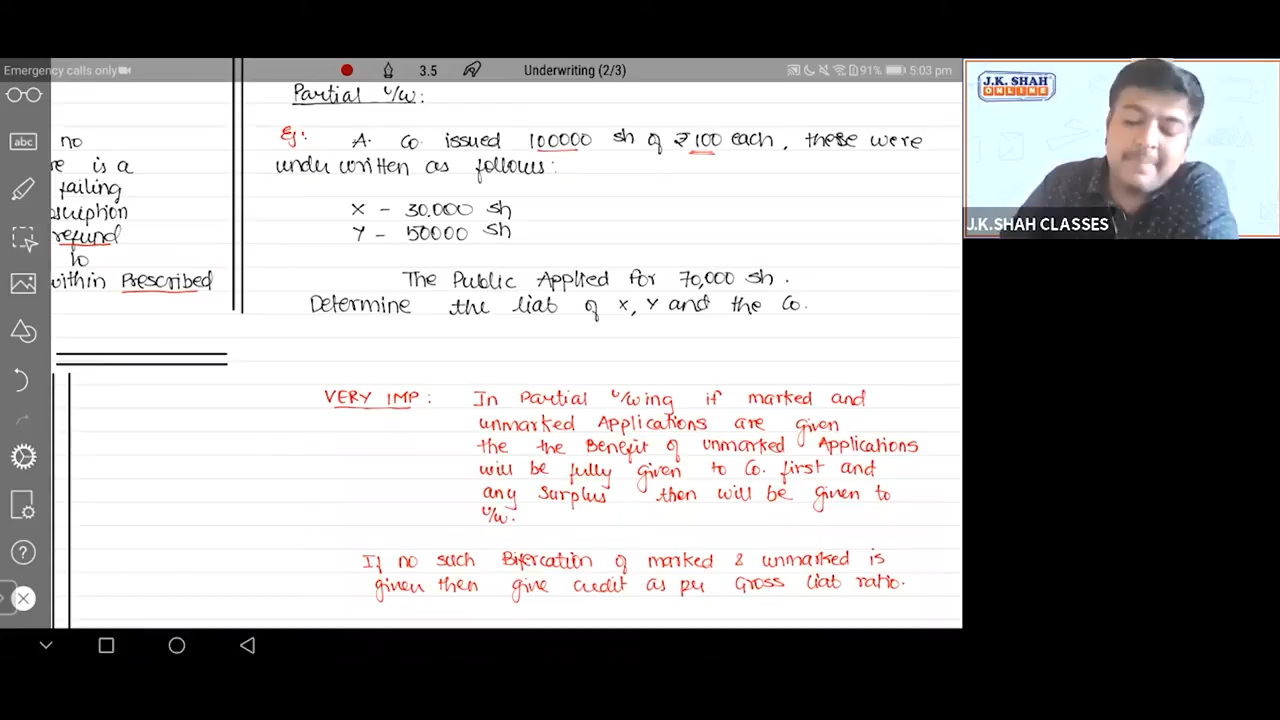 Emergency calls only
3.5
Underwriting (2/3)
91%
5:03 pm
J.K. SHAH
ONLINE
J.K.SHAH CLASSES
abc
no
re is a
failing
scription
refund
to
within Prescribed
Partial U/w:
Eg: A. Co. issued 100000 sh of ₹100 each, these were
underwritten as follows:
X - 30,000 sh
Y - 50000 sh
The Public Applied for 70,000 sh.
Determine the liab of X, Y and the Co.
VERY IMP: In Partial U/wing if marked and
unmarked Applications are given
the the Benefit of unmarked Applications
will be fully given to Co. first and
any Surplus then will be given to
U/w.
If no such Bifercation of marked & unmarked is
given then give credit as per Gross liab ratio.